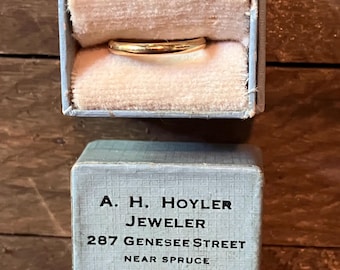 A. H. HOYLER
JEWELER
287 GENESEE STREET
NEAR SPRUCE